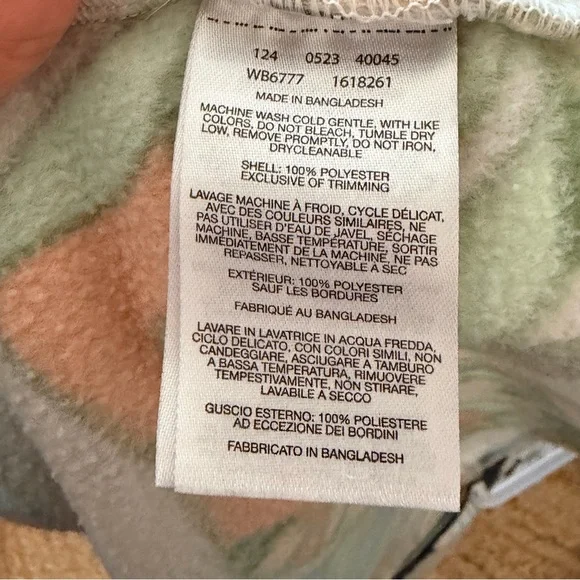 124 0523 40045
WB6777 1618261
MADE IN BANGLADESH
MACHINE WASH COLD GENTLE, WITH LIKE
COLORS, DO NOT BLEACH, TUMBLE DRY
LOW, REMOVE PROMPTLY, DO NOT IRON,
DRYCLEANABLE
SHELL: 100% POLYESTER
EXCLUSIVE OF TRIMMING
LAVAGE MACHINE À FROID, CYCLE DÉLICAT,
AVEC DES COULEURS SIMILAIRES, NE
PAS UTILISER D'EAU DE JAVEL, SÉCHAGE
MACHINE, BASSE TEMPÉRATURE, SORTIR
IMMÉDIATEMENT DE LA MACHINE, NE PAS
REPASSER, NETTOYABLE À SEC
EXTÉRIEUR: 100% POLYESTER
SAUF LES BORDURES
FABRIQUÉ AU BANGLADESH
LAVARE IN LAVATRICE IN ACQUA FREDDA,
CICLO DELICATO, CON COLORI SIMILI, NON
CANDEGGIARE, ASCIUGARE A TAMBURO
A BASSA TEMPERATURA, RIMUOVERE
TEMPESTIVAMENTE, NON STIRARE,
LAVABILE A SECCO
GUSCIO ESTERNO: 100% POLIESTERE
AD ECCEZIONE DEI BORDINI
FABBRICATO IN BANGLADESH